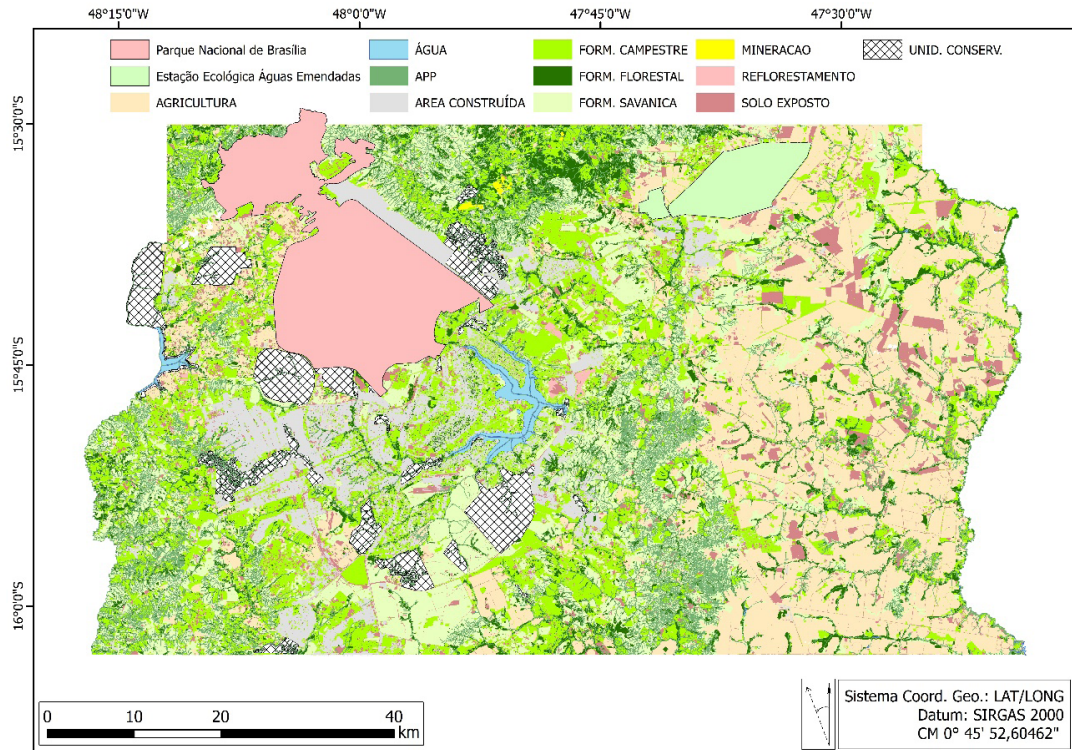 48°15'0"W 48°0'0"W 47°45'0"W 47°30'0"W
Parque Nacional de Brasília ÁGUA FORM. CAMPESTRE MINERACAO UNID. CONSERV.
Estação Ecológica Águas Emendadas APP FORM. FLORESTAL REFLORESTAMENTO
AGRICULTURA AREA CONSTRUÍDA FORM. SAVANICA SOLO EXPOSTO
15°30'0"S
15°45'0"S
16°0'0"S
0 10 20 40
km
Sistema Coord. Geo.: LAT/LONG
Datum: SIRGAS 2000
CM 0° 45' 52,60462"